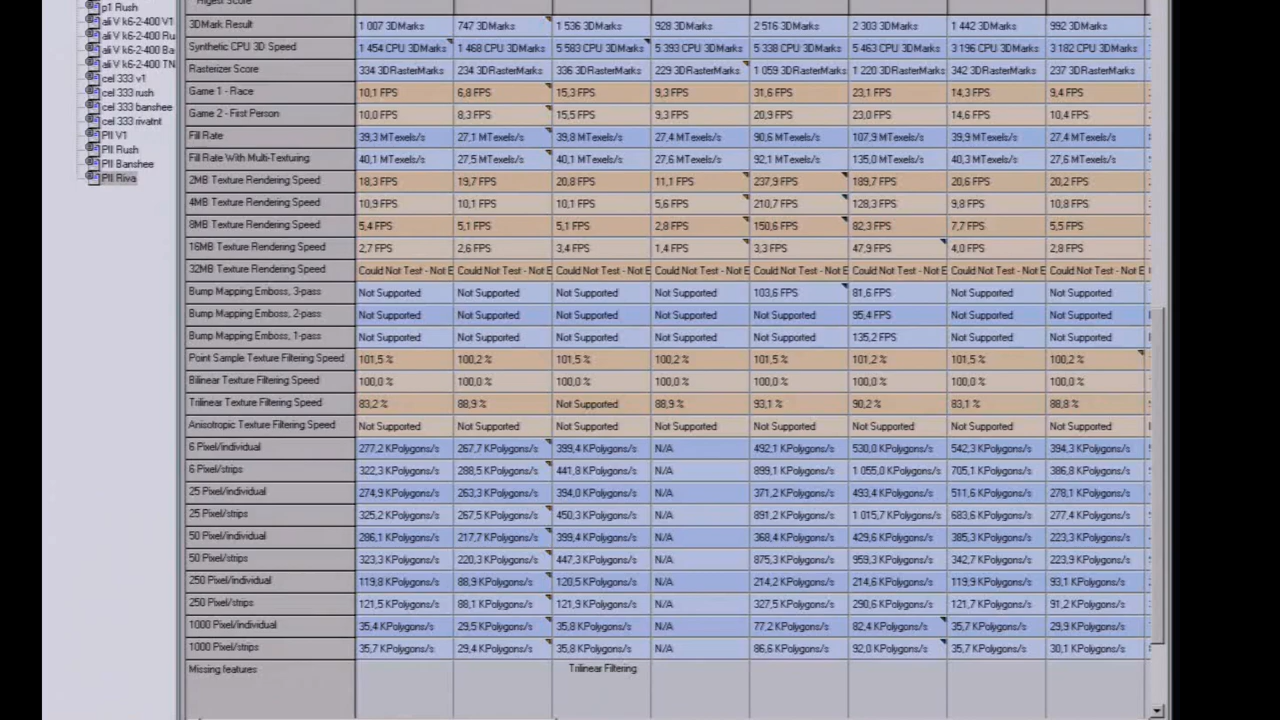 p1 Rush
ali V k6-2-400 V1
ali V k6-2-400 Ru
ali V k6-2-400 Ba
ali V k6-2-400 TN
cel 333 v1
cel 333 rush
cel 333 banshee
cel 333 rivatnt
PII V1
PII Rush
PII Banshee
PII Riva
3DMark Result 1 007 3DMarks 747 3DMarks 1 536 3DMarks 928 3DMarks 2 516 3DMarks 2 303 3DMarks 1 442 3DMarks 992 3DMarks
Synthetic CPU 3D Speed 1 454 CPU 3DMarks 1 468 CPU 3DMarks 5 583 CPU 3DMarks 5 393 CPU 3DMarks 5 338 CPU 3DMarks 5 463 CPU 3DMarks 3 196 CPU 3DMarks 3 182 CPU 3DMarks
Rasterizer Score 334 3DRasterMarks 234 3DRasterMarks 336 3DRasterMarks 229 3DRasterMarks 1 059 3DRasterMarks 1 220 3DRasterMarks 342 3DRasterMarks 237 3DRasterMarks
Game 1 - Race 10,1 FPS 6,8 FPS 15,3 FPS 9,3 FPS 31,6 FPS 23,1 FPS 14,3 FPS 9,4 FPS
Game 2 - First Person 10,0 FPS 8,3 FPS 15,5 FPS 9,3 FPS 20,9 FPS 23,0 FPS 14,6 FPS 10,4 FPS
Fill Rate 39,3 MTexels/s 27,1 MTexels/s 39,8 MTexels/s 27,4 MTexels/s 90,6 MTexels/s 107,9 MTexels/s 39,9 MTexels/s 27,4 MTexels/s
Fill Rate With Multi-Texturing 40,1 MTexels/s 27,5 MTexels/s 40,1 MTexels/s 27,6 MTexels/s 92,1 MTexels/s 135,0 MTexels/s 40,3 MTexels/s 27,6 MTexels/s
2MB Texture Rendering Speed 18,3 FPS 19,7 FPS 20,8 FPS 11,1 FPS 237,9 FPS 189,7 FPS 20,6 FPS 20,2 FPS
4MB Texture Rendering Speed 10,9 FPS 10,1 FPS 10,1 FPS 5,6 FPS 210,7 FPS 128,3 FPS 9,8 FPS 10,8 FPS
8MB Texture Rendering Speed 5,4 FPS 5,1 FPS 5,1 FPS 2,8 FPS 150,6 FPS 82,3 FPS 7,7 FPS 5,5 FPS
16MB Texture Rendering Speed 2,7 FPS 2,6 FPS 3,4 FPS 1,4 FPS 3,3 FPS 47,9 FPS 4,0 FPS 2,8 FPS
32MB Texture Rendering Speed Could Not Test - Not E Could Not Test - Not E Could Not Test - Not E Could Not Test - Not E Could Not Test - Not E Could Not Test - Not E Could Not Test - Not E Could Not Test - Not E
Bump Mapping Emboss, 3-pass Not Supported Not Supported Not Supported Not Supported 103,6 FPS 81,6 FPS Not Supported Not Supported
Bump Mapping Emboss, 2-pass Not Supported Not Supported Not Supported Not Supported Not Supported 95,4 FPS Not Supported Not Supported
Bump Mapping Emboss, 1-pass Not Supported Not Supported Not Supported Not Supported Not Supported 135,2 FPS Not Supported Not Supported
Point Sample Texture Filtering Speed 101,5 % 100,2 % 101,5 % 100,2 % 101,5 % 101,2 % 101,5 % 100,2 %
Bilinear Texture Filtering Speed 100,0 % 100,0 % 100,0 % 100,0 % 100,0 % 100,0 % 100,0 % 100,0 %
Trilinear Texture Filtering Speed 83,2 % 88,9 % Not Supported 88,9 % 93,1 % 90,2 % 83,1 % 88,8 %
Anisotropic Texture Filtering Speed Not Supported Not Supported Not Supported Not Supported Not Supported Not Supported Not Supported Not Supported
6 Pixel/individual 277,2 KPolygons/s 267,7 KPolygons/s 399,4 KPolygons/s N/A 492,1 KPolygons/s 530,0 KPolygons/s 542,3 KPolygons/s 394,3 KPolygons/s
6 Pixel/strips 322,3 KPolygons/s 288,5 KPolygons/s 441,8 KPolygons/s N/A 899,1 KPolygons/s 1 055,0 KPolygons/s 705,1 KPolygons/s 386,8 KPolygons/s
25 Pixel/individual 274,9 KPolygons/s 263,3 KPolygons/s 394,0 KPolygons/s N/A 371,2 KPolygons/s 493,4 KPolygons/s 511,6 KPolygons/s 278,1 KPolygons/s
25 Pixel/strips 325,2 KPolygons/s 267,5 KPolygons/s 450,3 KPolygons/s N/A 891,2 KPolygons/s 1 015,7 KPolygons/s 683,6 KPolygons/s 277,4 KPolygons/s
50 Pixel/individual 286,1 KPolygons/s 217,7 KPolygons/s 399,4 KPolygons/s N/A 368,4 KPolygons/s 429,6 KPolygons/s 385,3 KPolygons/s 223,3 KPolygons/s
50 Pixel/strips 323,3 KPolygons/s 220,3 KPolygons/s 447,3 KPolygons/s N/A 875,3 KPolygons/s 959,3 KPolygons/s 342,7 KPolygons/s 223,9 KPolygons/s
250 Pixel/individual 119,8 KPolygons/s 88,9 KPolygons/s 120,5 KPolygons/s N/A 214,2 KPolygons/s 214,6 KPolygons/s 119,9 KPolygons/s 93,1 KPolygons/s
250 Pixel/strips 121,5 KPolygons/s 88,1 KPolygons/s 121,9 KPolygons/s N/A 327,5 KPolygons/s 290,6 KPolygons/s 121,7 KPolygons/s 91,2 KPolygons/s
1000 Pixel/individual 35,4 KPolygons/s 29,5 KPolygons/s 35,8 KPolygons/s N/A 77,2 KPolygons/s 82,4 KPolygons/s 35,7 KPolygons/s 29,9 KPolygons/s
1000 Pixel/strips 35,7 KPolygons/s 29,4 KPolygons/s 35,8 KPolygons/s N/A 86,6 KPolygons/s 92,0 KPolygons/s 35,7 KPolygons/s 30,1 KPolygons/s
Missing features Trilinear Filtering